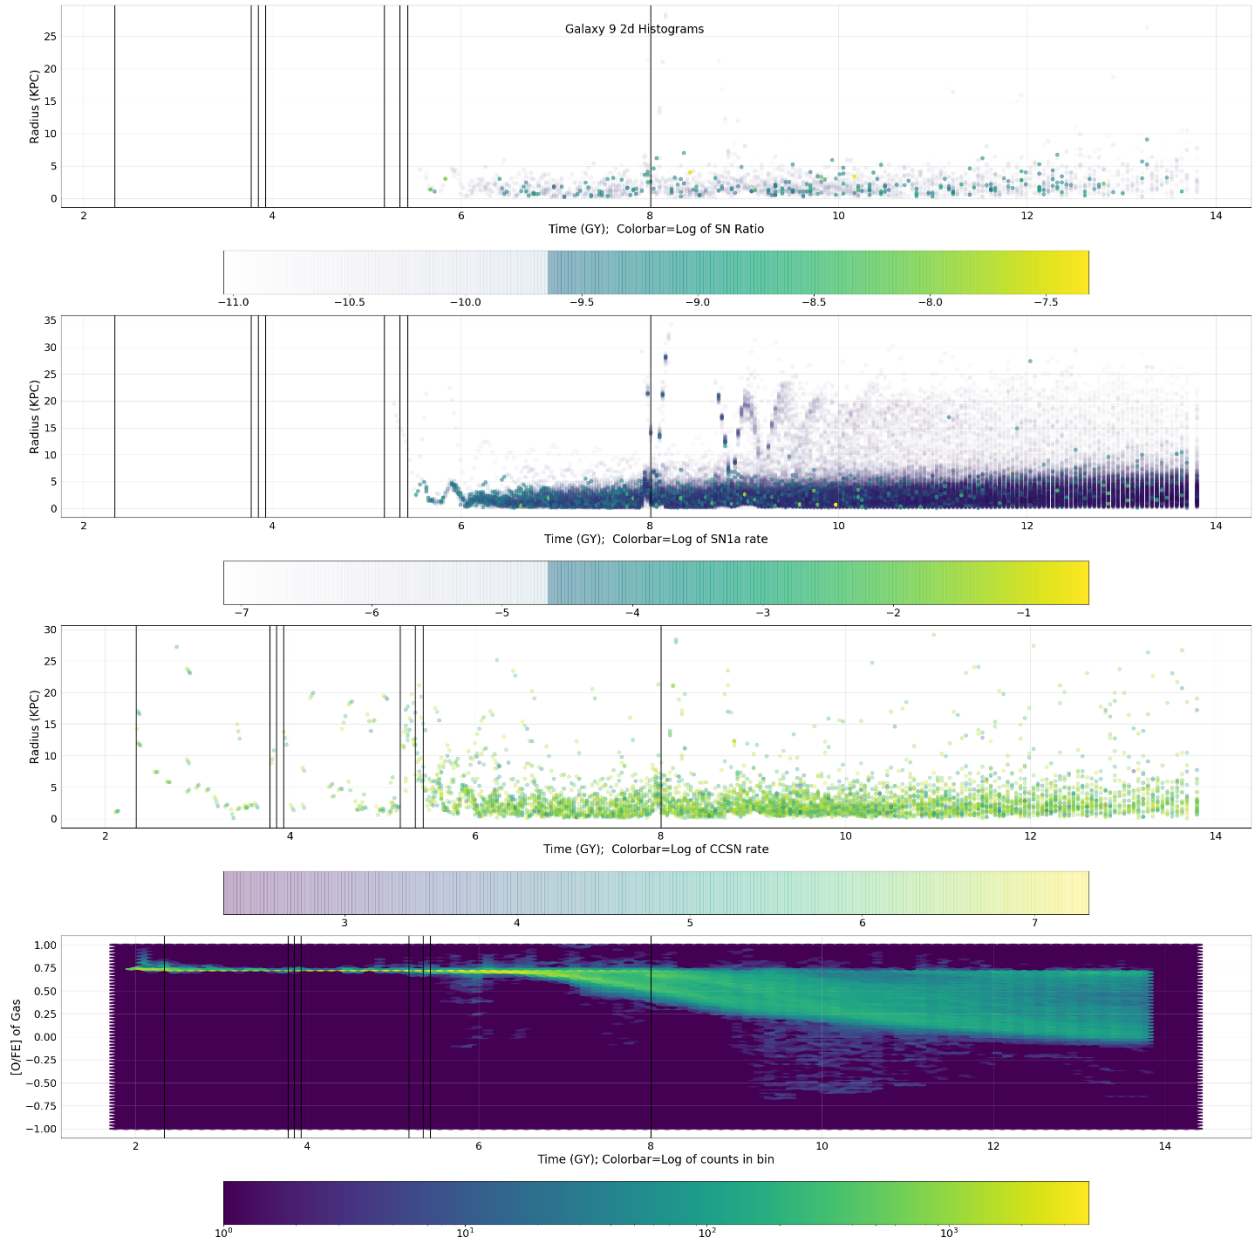 Galaxy 9 2d Histograms
25
20
15
10
5
0
Radius (KPC)
2 4 6 8 10 12 14
Time (GY);  Colorbar=Log of SN Ratio
−11.0 −10.5 −10.0 −9.5 −9.0 −8.5 −8.0 −7.5
35
30
25
20
15
10
5
0
Radius (KPC)
2 4 6 8 10 12 14
Time (GY);  Colorbar=Log of SN1a rate
−7 −6 −5 −4 −3 −2 −1
30
25
20
15
10
5
0
Radius (KPC)
2 4 6 8 10 12 14
Time (GY);  Colorbar=Log of CCSN rate
3 4 5 6 7
1.00
0.75
0.50
0.25
0.00
−0.25
−0.50
−0.75
−1.00
[O/FE] of Gas
2 4 6 8 10 12 14
Time (GY); Colorbar=Log of counts in bin
10⁰ 10¹ 10² 10³